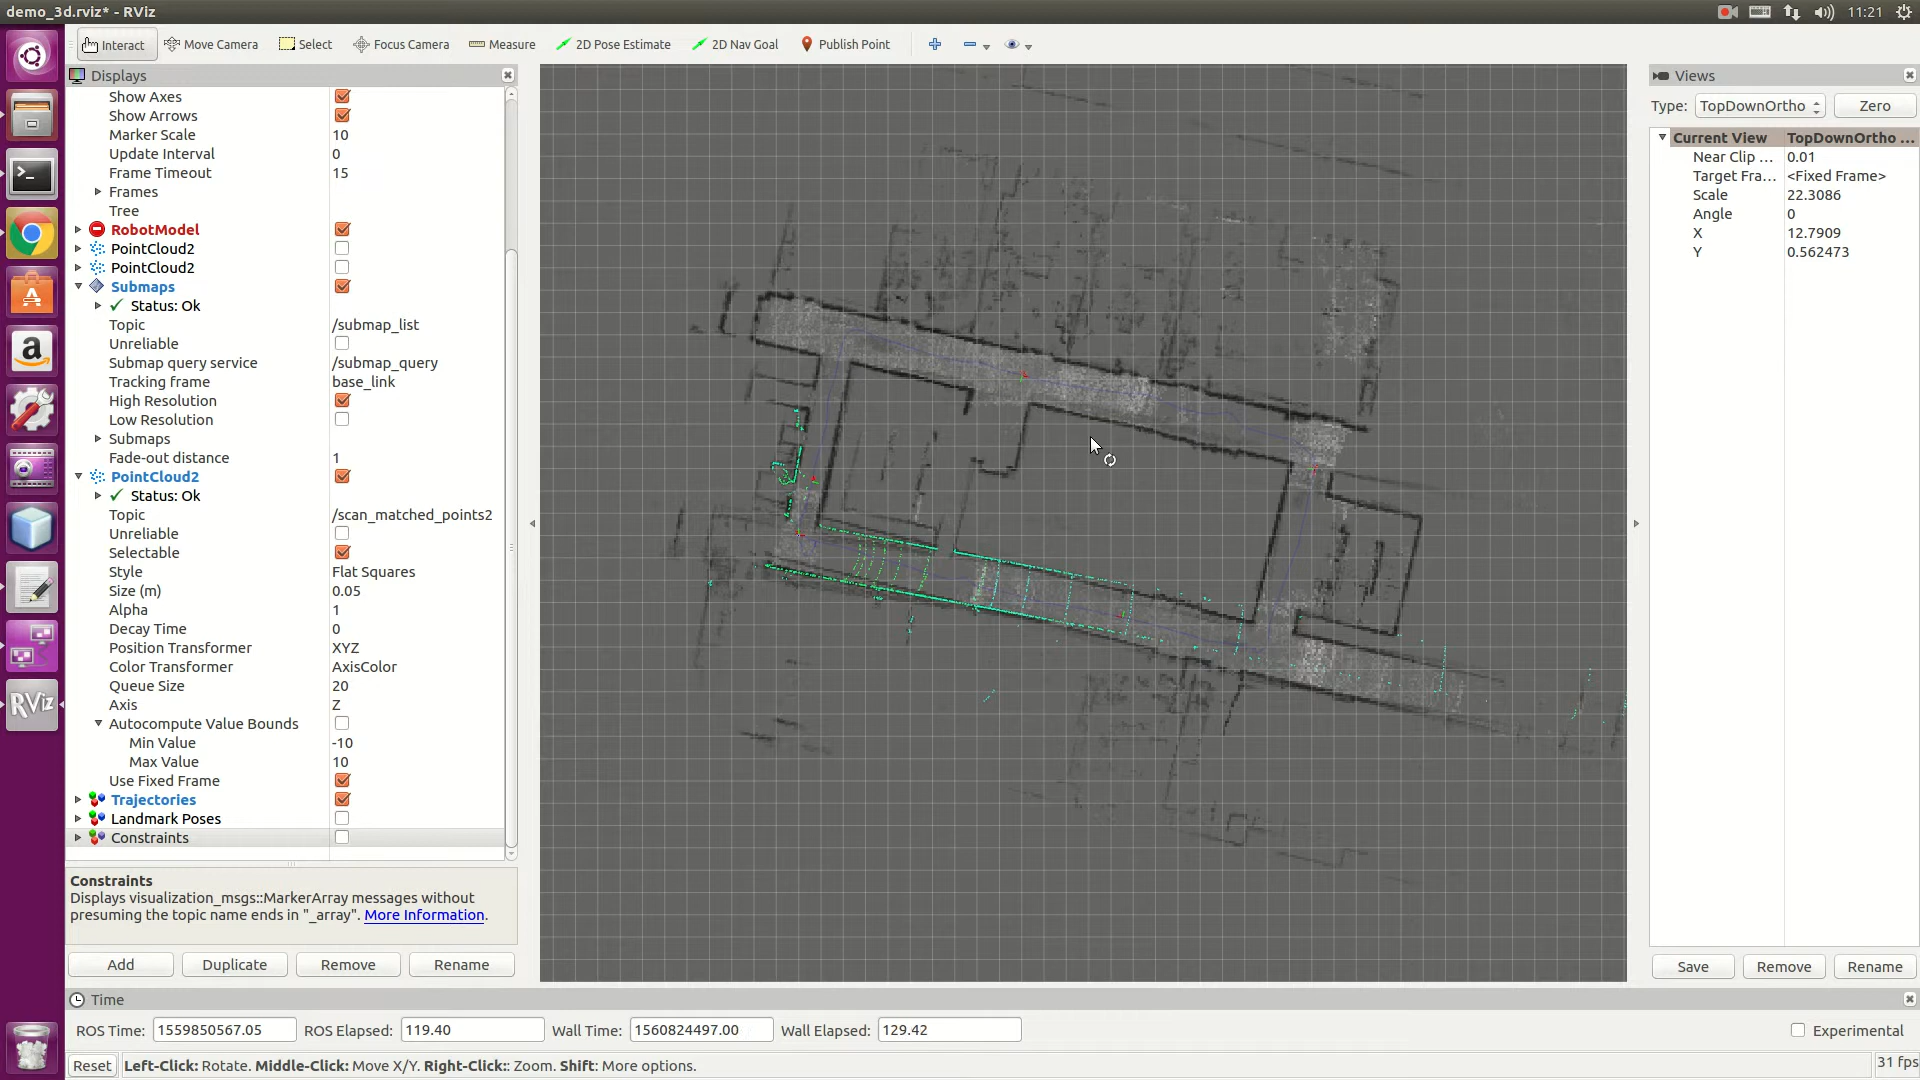 demo_3d.rviz* - RViz
11:21
Interact
Move Camera
Select
Focus Camera
Measure
2D Pose Estimate
2D Nav Goal
Publish Point
Displays
Show Axes
Show Arrows
Marker Scale 10
Update Interval 0
Frame Timeout 15
Frames
Tree
RobotModel
PointCloud2
PointCloud2
Submaps
Status: Ok
Topic /submap_list
Unreliable
Submap query service /submap_query
Tracking frame base_link
High Resolution
Low Resolution
Submaps
Fade-out distance 1
PointCloud2
Status: Ok
Topic /scan_matched_points2
Unreliable
Selectable
Style Flat Squares
Size (m) 0.05
Alpha 1
Decay Time 0
Position Transformer XYZ
Color Transformer AxisColor
Queue Size 20
Axis Z
Autocompute Value Bounds
Min Value -10
Max Value 10
Use Fixed Frame
Trajectories
Landmark Poses
Constraints
Constraints
Displays visualization_msgs::MarkerArray messages without
presuming the topic name ends in "_array". More Information.
Add Duplicate Remove Rename
Views
Type: TopDownOrtho Zero
Current View TopDownOrtho ...
Near Clip ... 0.01
Target Fra... <Fixed Frame>
Scale 22.3086
Angle 0
X 12.7909
Y 0.562473
Save Remove Rename
Time
ROS Time: 1559850567.05 ROS Elapsed: 119.40 Wall Time: 1560824497.00 Wall Elapsed: 129.42 Experimental
Reset Left-Click: Rotate. Middle-Click: Move X/Y. Right-Click:: Zoom. Shift: More options. 31 fps
RViz
a